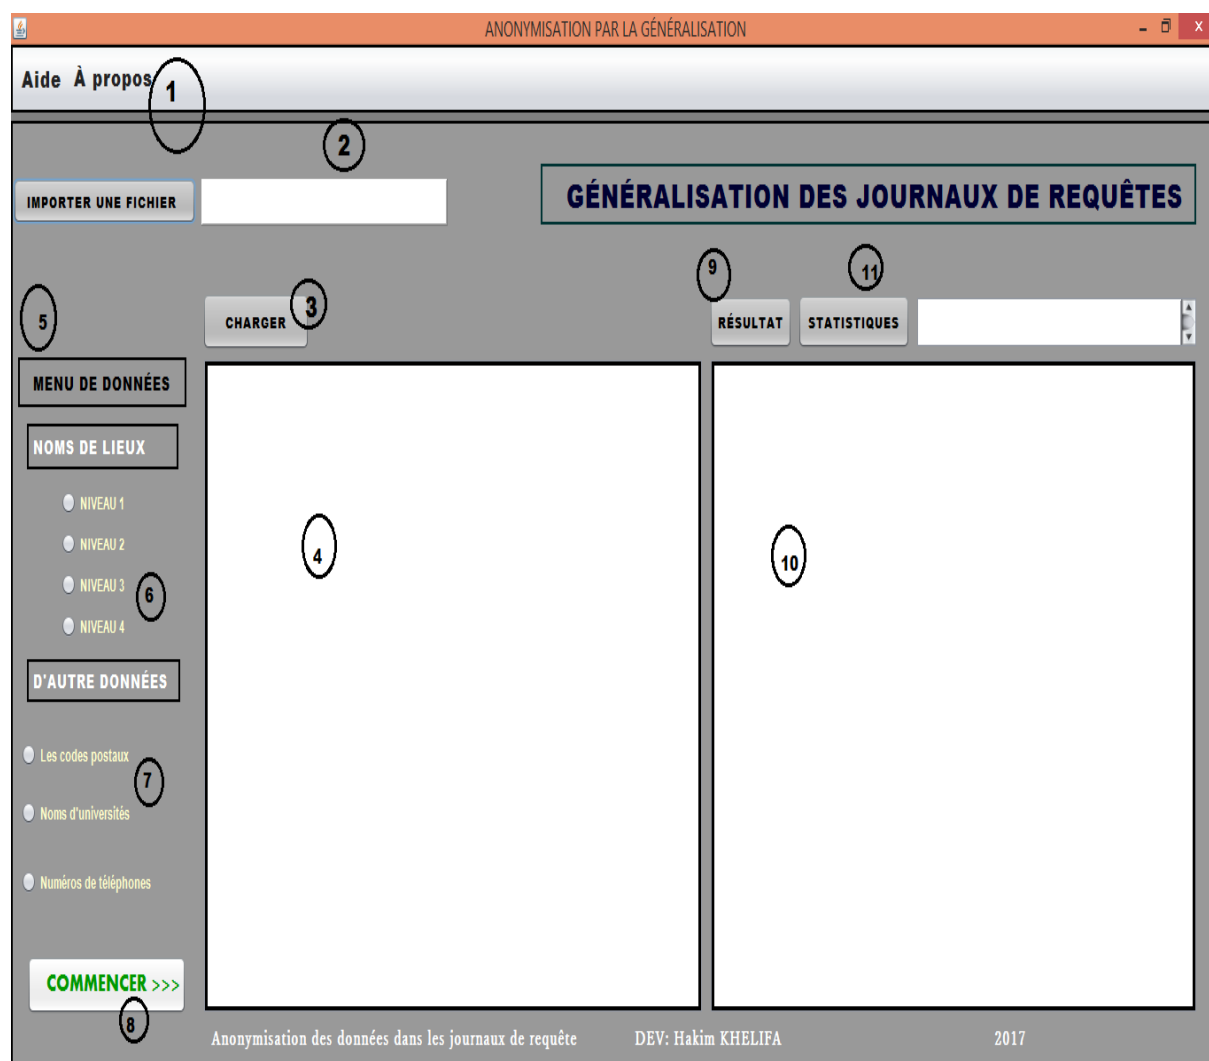 ANONYMISATION PAR LA GÉNÉRALISATION
Aide À propos
1
2
IMPORTER UNE FICHIER
GÉNÉRALISATION DES JOURNAUX DE REQUÊTES
9
11
5
CHARGER
3
RÉSULTAT
STATISTIQUES
MENU DE DONNÉES
NOMS DE LIEUX
NIVEAU 1
NIVEAU 2
NIVEAU 3
NIVEAU 4
6
4
10
D'AUTRE DONNÉES
Les codes postaux
7
Noms d'universités
Numéros de téléphones
COMMENCER >>>
8
Anonymisation des données dans les journaux de requête DEV: Hakim KHELIFA 2017